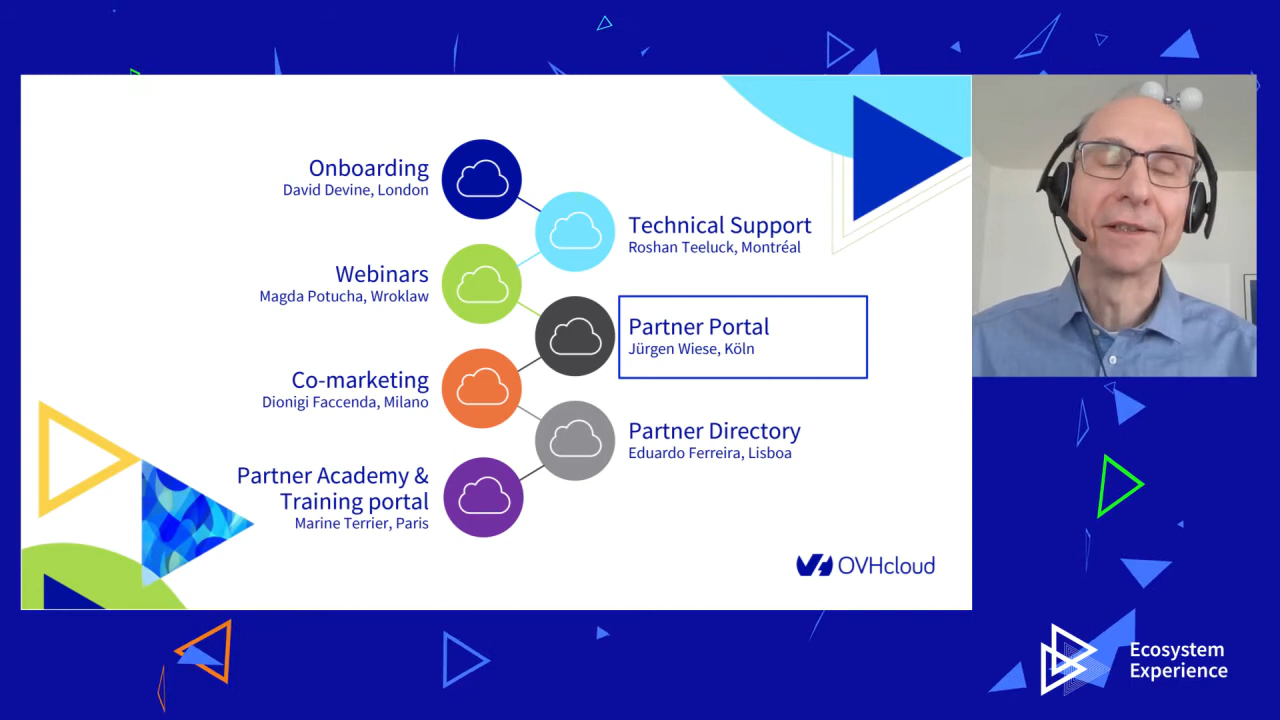 Onboarding
David Devine, London
Technical Support
Roshan Teeluck, Montréal
Webinars
Magda Potucha, Wroklaw
Partner Portal
Jürgen Wiese, Köln
Co-marketing
Dionigi Faccenda, Milano
Partner Directory
Eduardo Ferreira, Lisboa
Partner Academy &
Training portal
Marine Terrier, Paris
OVHcloud
Ecosystem
Experience